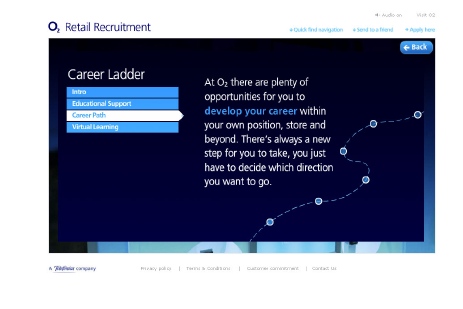 Audio on
O2 Retail Recruitment
» Quick find navigation » Send to a friend » Apply here
Back
Career Ladder
Intro
Educational Support
Career Path
Virtual Learning
At O2 there are plenty of
opportunities for you to
develop your career within
your own position, store and
beyond. There's always a new
step for you to take, you just
have to decide which direction
you want to go.
A Telefónica company
Privacy policy | Terms & Conditions | Customer commitment | Contact Us